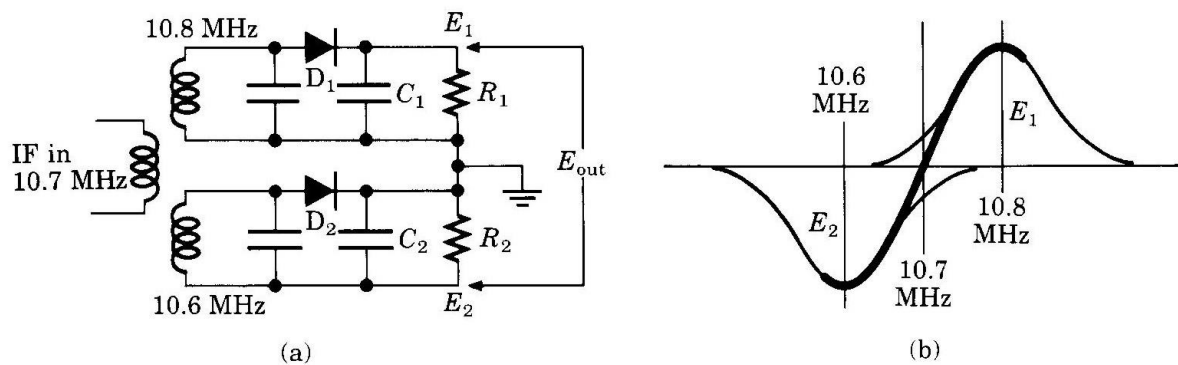 10.8 MHz
E1
D1
C1
R1
IF in
10.7 MHz
Eout
D2
C2
R2
10.6 MHz
E2
(a)
10.6
MHz
E1
E2
10.8
MHz
10.7
MHz
(b)